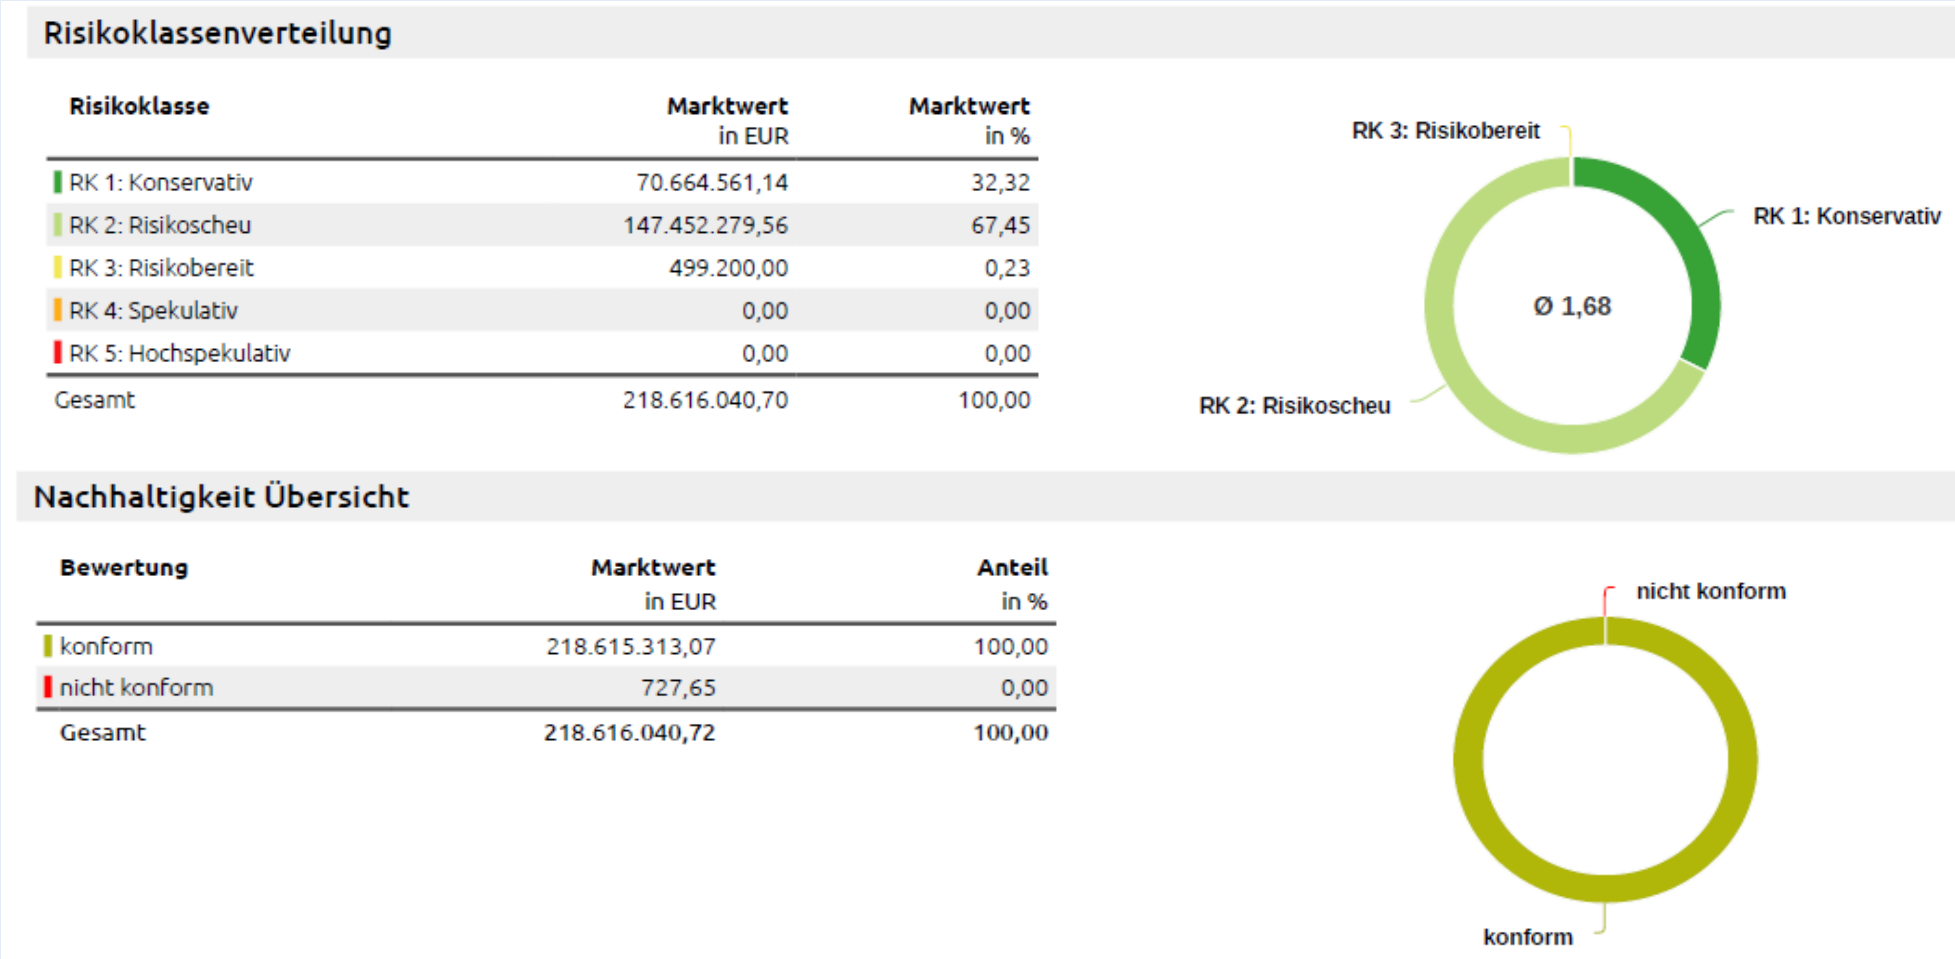 Risikoklassenverteilung
Risikoklasse Marktwert Marktwert
in EUR in %
RK 1: Konservativ 70.664.561,14 32,32
RK 2: Risikoscheu 147.452.279,56 67,45
RK 3: Risikobereit 499.200,00 0,23
RK 4: Spekulativ 0,00 0,00
RK 5: Hochspekulativ 0,00 0,00
Gesamt 218.616.040,70 100,00
RK 3: Risikobereit
RK 1: Konservativ
Ø 1,68
RK 2: Risikoscheu
Nachhaltigkeit Übersicht
Bewertung Marktwert Anteil
in EUR in %
konform 218.615.313,07 100,00
nicht konform 727,65 0,00
Gesamt 218.616.040,72 100,00
nicht konform
konform